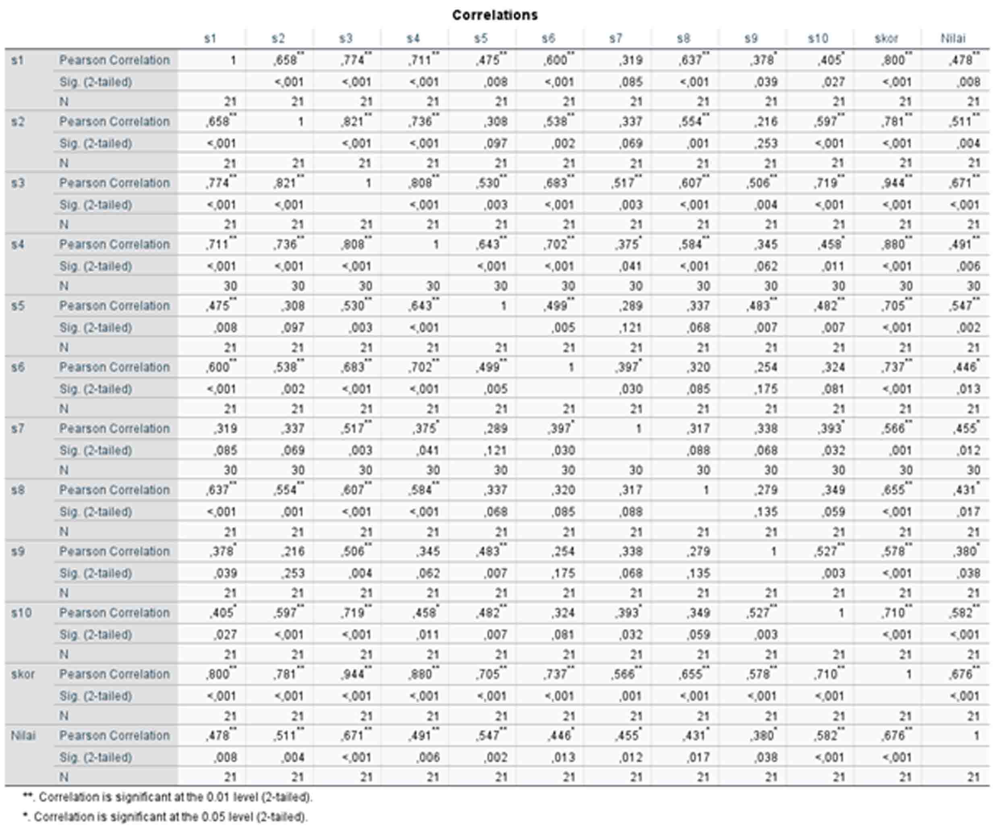 Correlations
s1 s2 s3 s4 s5 s6 s7 s8 s9 s10 skor Nilai
s1 Pearson Correlation 1 ,658** ,774** ,711** ,475** ,600** ,319 ,637** ,378* ,405* ,800** ,478**
Sig. (2-tailed) <,001 <,001 <,001 ,008 <,001 ,085 <,001 ,039 ,027 <,001 ,008
N 21 21 21 21 21 21 21 21 21 21 21 21
s2 Pearson Correlation ,658** 1 ,821** ,736** ,308 ,538** ,337 ,554** ,216 ,597** ,781** ,511**
Sig. (2-tailed) <,001 <,001 <,001 ,097 ,002 ,069 ,001 ,253 <,001 <,001 ,004
N 21 21 21 21 21 21 21 21 21 21 21 21
s3 Pearson Correlation ,774** ,821** 1 ,808** ,530** ,683** ,517** ,607** ,506** ,719** ,944** ,671**
Sig. (2-tailed) <,001 <,001 <,001 ,003 <,001 ,003 <,001 ,004 <,001 <,001 <,001
N 21 21 21 21 21 21 21 21 21 21 21 21
s4 Pearson Correlation ,711** ,736** ,808** 1 ,643** ,702** ,375* ,584** ,345 ,458* ,880** ,491**
Sig. (2-tailed) <,001 <,001 <,001 <,001 <,001 ,041 <,001 ,062 ,011 <,001 ,006
N 30 30 30 30 30 30 30 30 30 30 30 30
s5 Pearson Correlation ,475** ,308 ,530** ,643** 1 ,499** ,289 ,337 ,483** ,482** ,705** ,547**
Sig. (2-tailed) ,008 ,097 ,003 <,001 ,005 ,121 ,068 ,007 ,007 <,001 ,002
N 21 21 21 21 21 21 21 21 21 21 21 21
s6 Pearson Correlation ,600** ,538** ,683** ,702** ,499** 1 ,397* ,320 ,254 ,324 ,737** ,446*
Sig. (2-tailed) <,001 ,002 <,001 <,001 ,005 ,030 ,085 ,175 ,081 <,001 ,013
N 21 21 21 21 21 21 21 21 21 21 21 21
s7 Pearson Correlation ,319 ,337 ,517** ,375* ,289 ,397* 1 ,317 ,338 ,393* ,566** ,455*
Sig. (2-tailed) ,085 ,069 ,003 ,041 ,121 ,030 ,088 ,068 ,032 ,001 ,012
N 30 30 30 30 30 30 30 30 30 30 30 30
s8 Pearson Correlation ,637** ,554** ,607** ,584** ,337 ,320 ,317 1 ,279 ,349 ,655** ,431*
Sig. (2-tailed) <,001 ,001 <,001 <,001 ,068 ,085 ,088 ,135 ,059 <,001 ,017
N 21 21 21 21 21 21 21 21 21 21 21 21
s9 Pearson Correlation ,378* ,216 ,506** ,345 ,483** ,254 ,338 ,279 1 ,527** ,578** ,380*
Sig. (2-tailed) ,039 ,253 ,004 ,062 ,007 ,175 ,068 ,135 ,003 <,001 ,038
N 21 21 21 21 21 21 21 21 21 21 21 21
s10 Pearson Correlation ,405* ,597** ,719** ,458* ,482** ,324 ,393* ,349 ,527** 1 ,710** ,582**
Sig. (2-tailed) ,027 <,001 <,001 ,011 ,007 ,081 ,032 ,059 ,003 <,001 <,001
N 21 21 21 21 21 21 21 21 21 21 21 21
skor Pearson Correlation ,800** ,781** ,944** ,880** ,705** ,737** ,566** ,655** ,578** ,710** 1 ,676**
Sig. (2-tailed) <,001 <,001 <,001 <,001 <,001 <,001 ,001 <,001 <,001 <,001 <,001
N 21 21 21 21 21 21 21 21 21 21 21 21
Nilai Pearson Correlation ,478** ,511** ,671** ,491** ,547** ,446* ,455* ,431* ,380* ,582** ,676** 1
Sig. (2-tailed) ,008 ,004 <,001 ,006 ,002 ,013 ,012 ,017 ,038 <,001 <,001
N 21 21 21 21 21 21 21 21 21 21 21 21
**. Correlation is significant at the 0.01 level (2-tailed).
*. Correlation is significant at the 0.05 level (2-tailed).